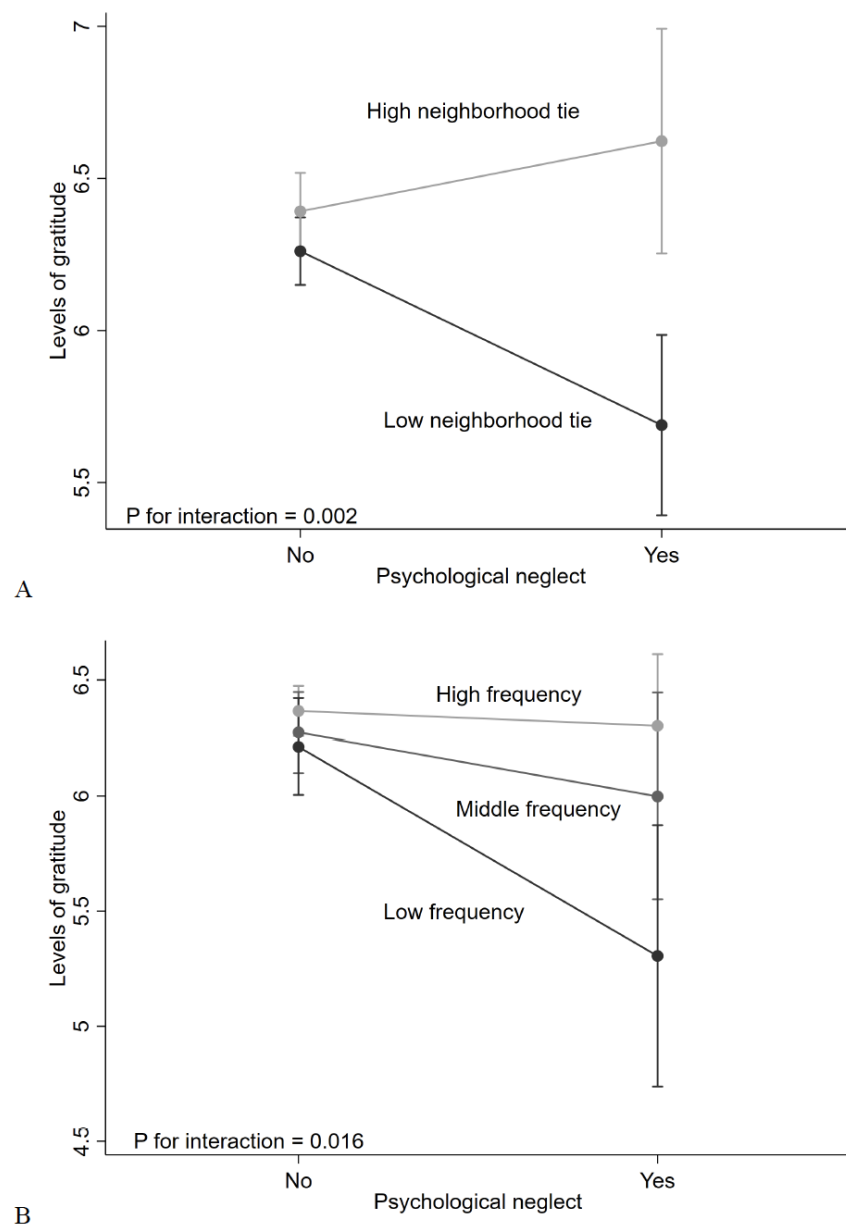 7
High neighborhood tie
6.5
Levels of gratitude
6
Low neighborhood tie
5.5
P for interaction = 0.002
No
Yes
Psychological neglect
A
6.5
High frequency
6
Middle frequency
Levels of gratitude
5.5
Low frequency
5
4.5
P for interaction = 0.016
No
Yes
Psychological neglect
B